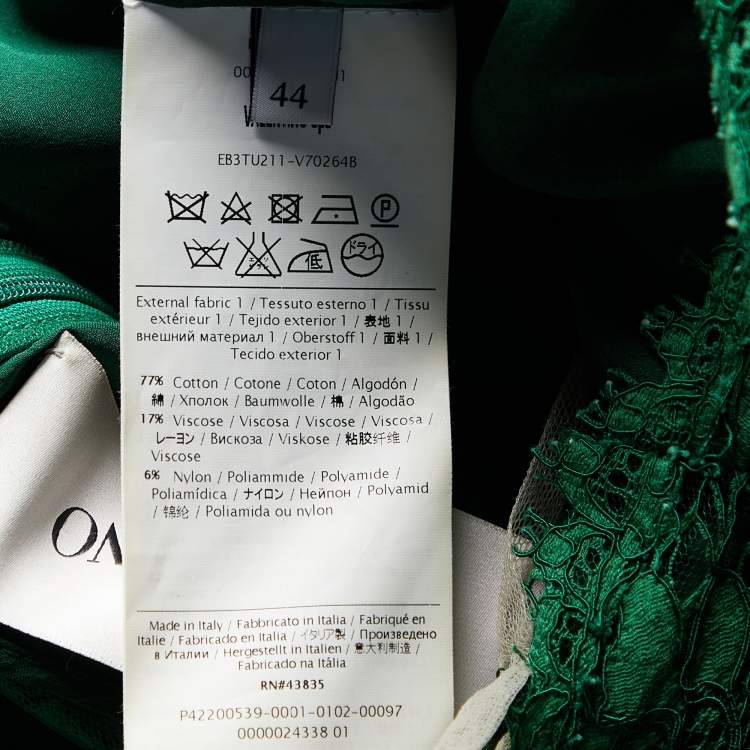 44
EB3TU211-V70264B
P
低
ドライ
External fabric 1 / Tessuto esterno 1 / Tissu
extérieur 1 / Tejido exterior 1 / 表地 1 /
внешний материал 1 / Oberstoff 1 / 面料 1 /
Tecido exterior 1
77% Cotton / Cotone / Coton / Algodón /
綿 / Хлопок / Baumwolle / 棉 / Algodão
17% Viscose / Viscosa / Viscose / Viscosa /
レーヨン / Вискоза / Viskose / 粘胶纤维 /
Viscose
6% Nylon / Poliammide / Polyamide /
Poliamídica / ナイロン / Нейлон / Polyamid
/ 锦纶 / Poliamida ou nylon
Made in Italy / Fabbricato in Italia / Fabriqué en
Italie / Fabricado en Italia / イタリア製 / Произведено
в Италии / Hergestellt in Italien / 意大利制造 /
Fabricado na Itália
RN#43835
P42200539-0001-0102-00097
0000024338 01
VO